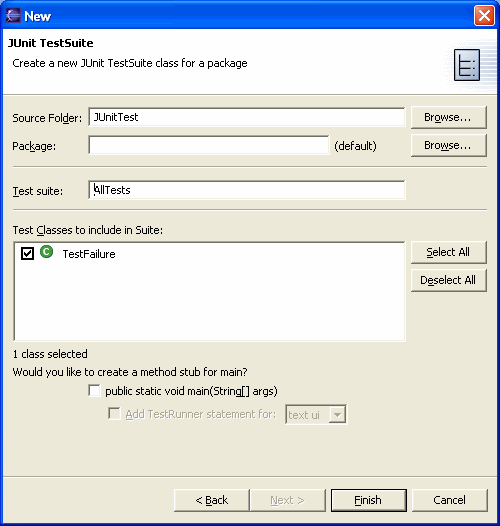 New
JUnit TestSuite
Create a new JUnit TestSuite class for a package
Source Folder: JUnitTest Browse...
Package: (default) Browse...
Test suite: AllTests
Test Classes to include in Suite:
C TestFailure Select All
Deselect All
1 class selected
Would you like to create a method stub for main?
public static void main(String[] args)
Add TestRunner statement for: text ui
< Back Next > Finish Cancel